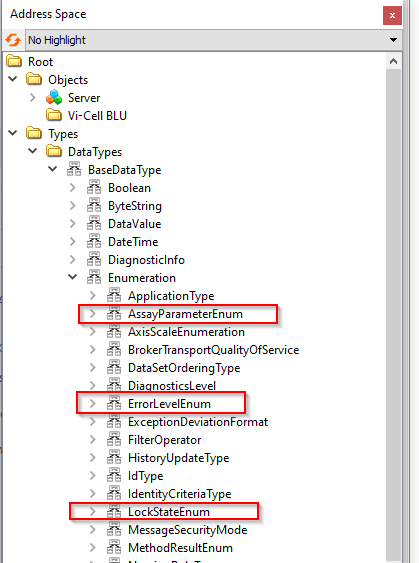 Address Space
No Highlight
Root
Objects
Server
Vi-Cell BLU
Types
DataTypes
BaseDataType
Boolean
ByteString
DataValue
DateTime
DiagnosticInfo
Enumeration
ApplicationType
AssayParameterEnum
AxisScaleEnumeration
BrokerTransportQualityOfService
DataSetOrderingType
DiagnosticsLevel
ErrorLevelEnum
ExceptionDeviationFormat
FilterOperator
HistoryUpdateType
IdType
IdentityCriteriaType
LockStateEnum
MessageSecurityMode
MethodResultEnum